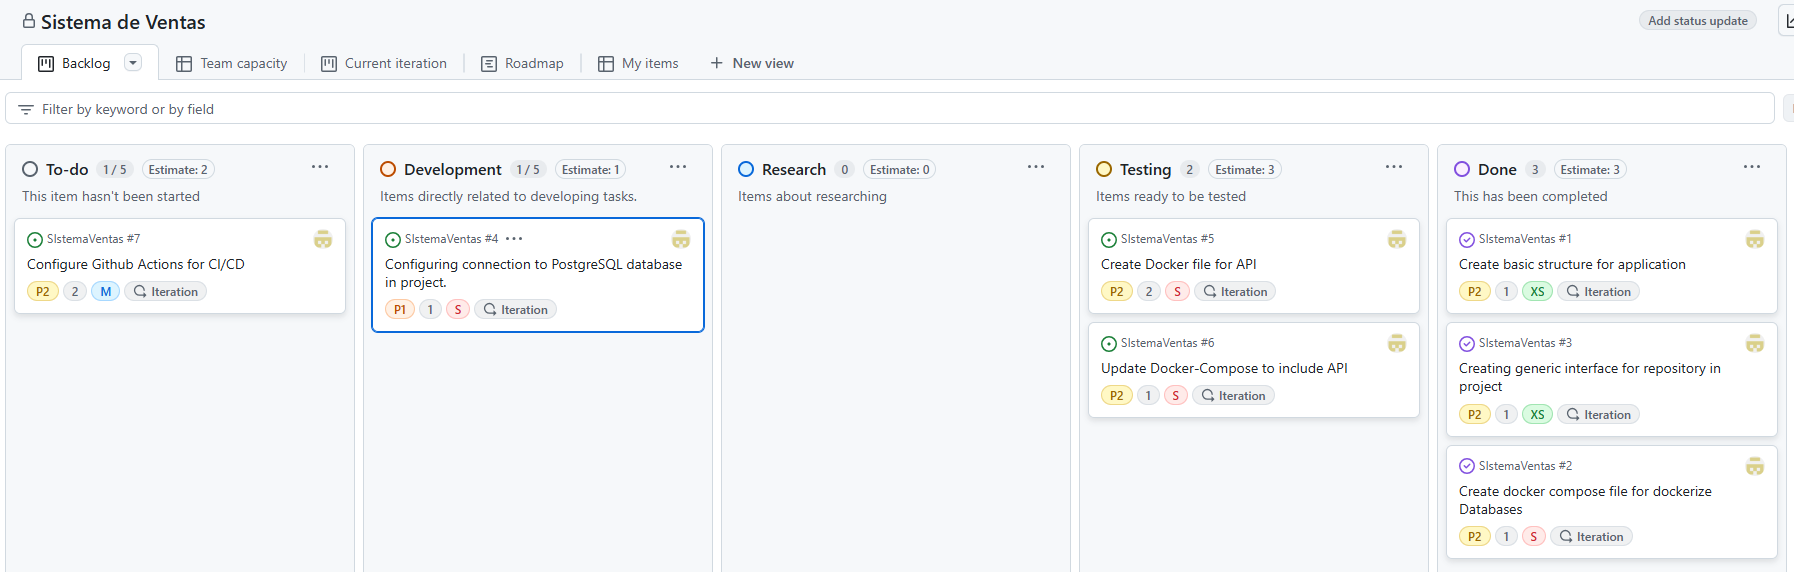 Sistema de Ventas
Add status update
Backlog
Team capacity
Current iteration
Roadmap
My items
New view
Filter by keyword or by field
To-do 1 / 5 Estimate: 2
This item hasn't been started
SIstemaVentas #7
Configure Github Actions for CI/CD
P2 2 M Iteration
Development 1 / 5 Estimate: 1
Items directly related to developing tasks.
SIstemaVentas #4
Configuring connection to PostgreSQL database
in project.
P1 1 S Iteration
Research 0 Estimate: 0
Items about researching
Testing 2 Estimate: 3
Items ready to be tested
SIstemaVentas #5
Create Docker file for API
P2 2 S Iteration
SIstemaVentas #6
Update Docker-Compose to include API
P2 1 S Iteration
Done 3 Estimate: 3
This has been completed
SIstemaVentas #1
Create basic structure for application
P2 1 XS Iteration
SIstemaVentas #3
Creating generic interface for repository in
project
P2 1 XS Iteration
SIstemaVentas #2
Create docker compose file for dockerize
Databases
P2 1 S Iteration